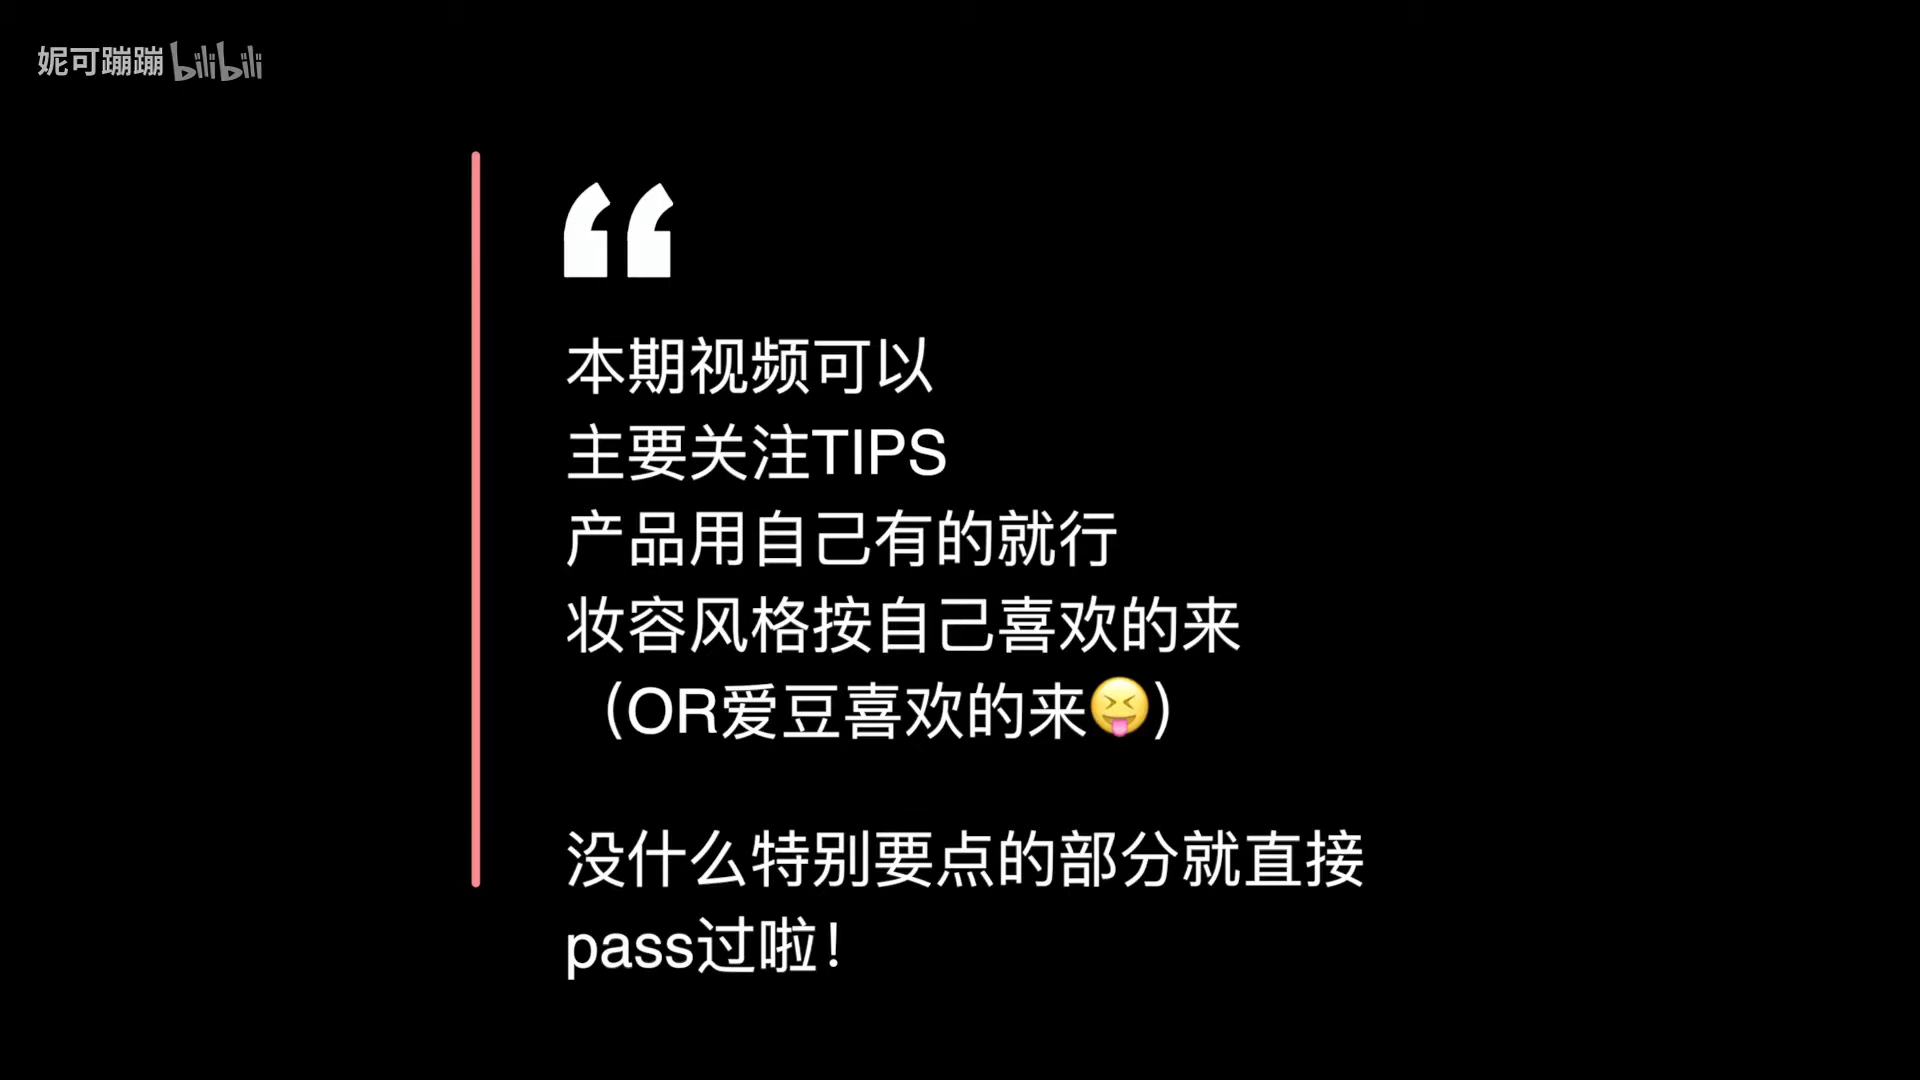 妮可蹦蹦 bilibili
“
本期视频可以
主要关注TIPS
产品用自己有的就行
妆容风格按自己喜欢的来
（OR爱豆喜欢的来😝）
没什么特别要点的部分就直接
pass过啦！